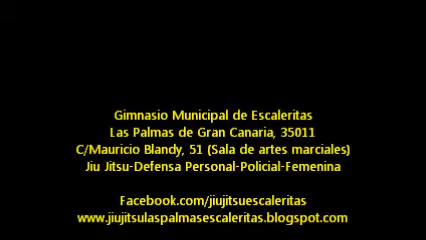 Gimnasio Municipal de Escaleritas
Las Palmas de Gran Canaria, 35011
C/Mauricio Blandy, 51 (Sala de artes marciales)
Jiu Jitsu-Defensa Personal-Policial-Femenina
Facebook.com/jiujitsuescaleritas
www.jiujitsulaspalmasescaleritas.blogspot.com